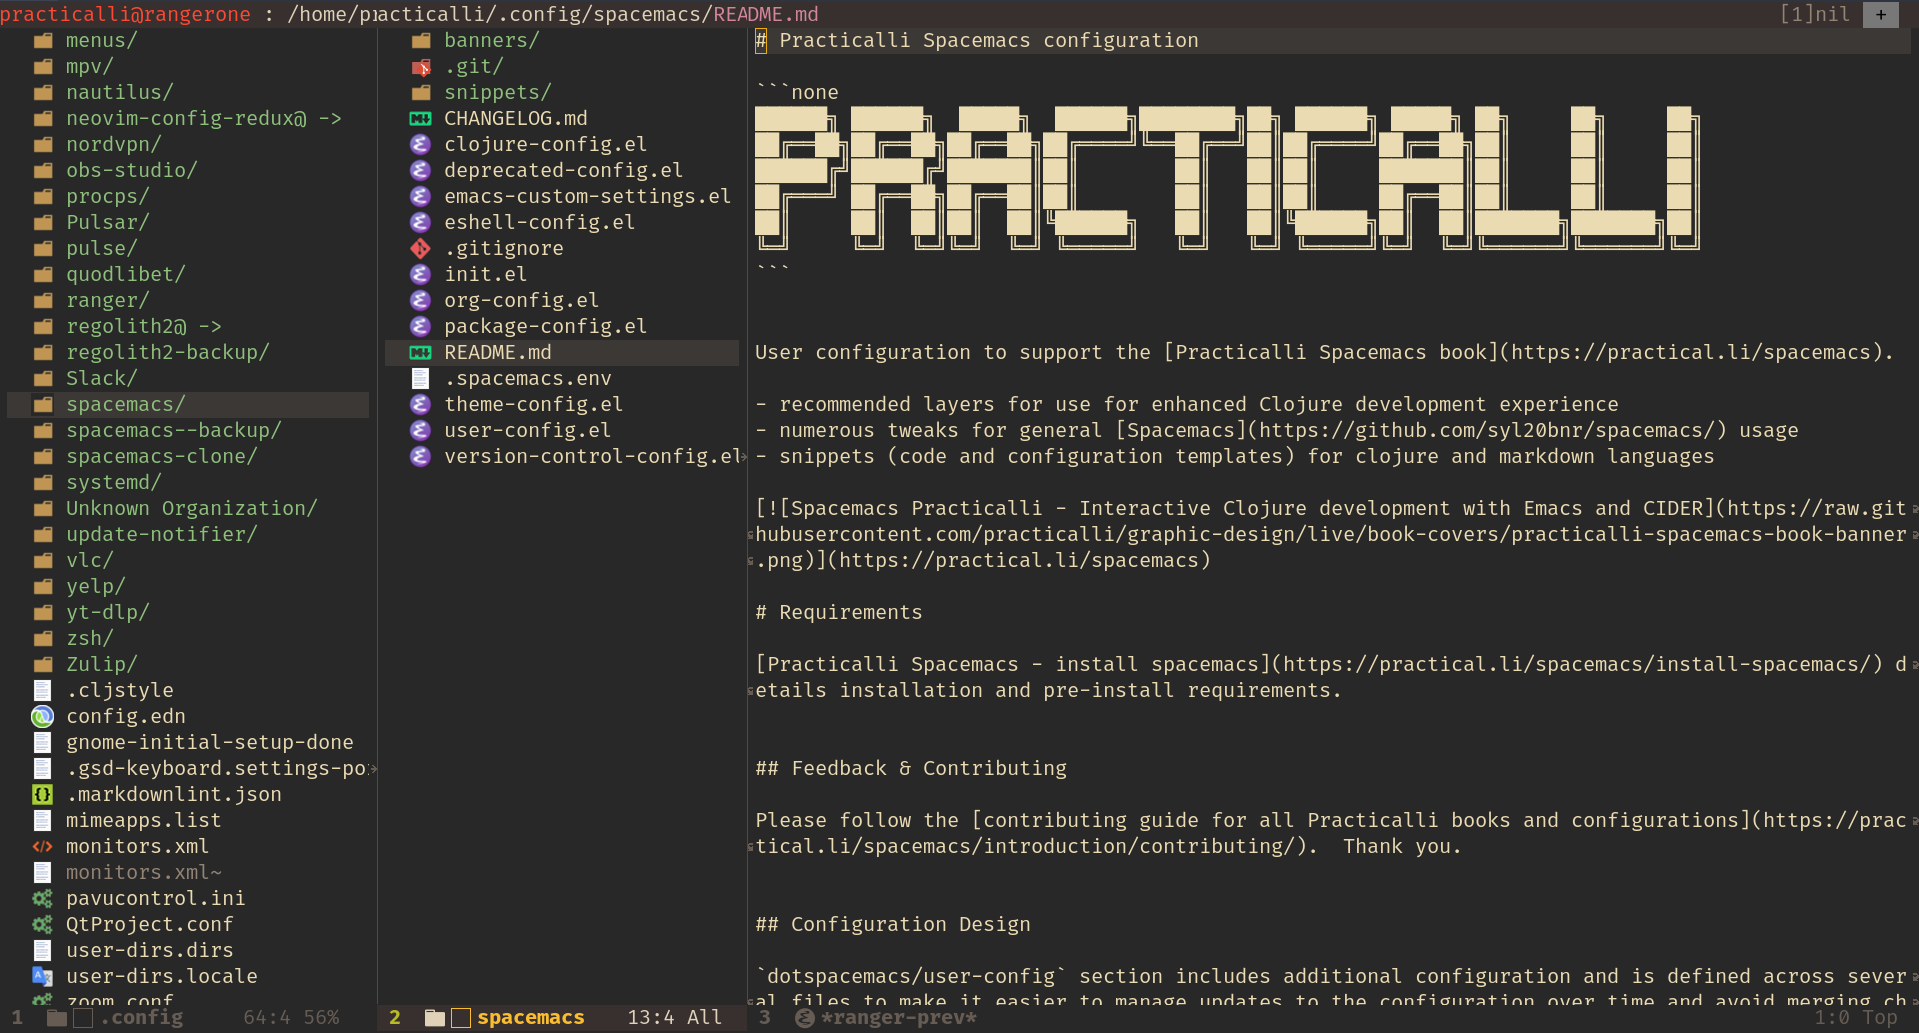 practicalli@rangerone : /home/practicalli/.config/spacemacs/README.md [1]nil +
menus/
mpv/
nautilus/
neovim-config-redux@ ->
nordvpn/
obs-studio/
procps/
Pulsar/
pulse/
quodlibet/
ranger/
regolith2@ ->
regolith2-backup/
Slack/
spacemacs/
spacemacs--backup/
spacemacs-clone/
systemd/
Unknown Organization/
update-notifier/
vlc/
yelp/
yt-dlp/
zsh/
Zulip/
.cljstyle
config.edn
gnome-initial-setup-done
.gsd-keyboard.settings-po
.markdownlint.json
mimeapps.list
monitors.xml
monitors.xml~
pavucontrol.ini
QtProject.conf
user-dirs.dirs
user-dirs.locale
zoom.conf
banners/
.git/
snippets/
CHANGELOG.md
clojure-config.el
deprecated-config.el
emacs-custom-settings.el
eshell-config.el
.gitignore
init.el
org-config.el
package-config.el
README.md
.spacemacs.env
theme-config.el
user-config.el
version-control-config.el
# Practicalli Spacemacs configuration
```none
PRACTICALLI
```
User configuration to support the [Practicalli Spacemacs book](https://practical.li/spacemacs).
- recommended layers for use for enhanced Clojure development experience
- numerous tweaks for general [Spacemacs](https://github.com/syl20bnr/spacemacs/) usage
- snippets (code and configuration templates) for clojure and markdown languages
[![Spacemacs Practicalli - Interactive Clojure development with Emacs and CIDER](https://raw.git
hubusercontent.com/practicalli/graphic-design/live/book-covers/practicalli-spacemacs-book-banner
.png)](https://practical.li/spacemacs)
# Requirements
[Practicalli Spacemacs - install spacemacs](https://practical.li/spacemacs/install-spacemacs/) d
etails installation and pre-install requirements.
## Feedback & Contributing
Please follow the [contributing guide for all Practicalli books and configurations](https://prac
tical.li/spacemacs/introduction/contributing/).  Thank you.
## Configuration Design
`dotspacemacs/user-config` section includes additional configuration and is defined across sever
al files to make it easier to manage updates to the configuration over time and avoid merging ch
1 .config 64:4 56%
2 spacemacs 13:4 All
3 *ranger-prev* 1:0 Top